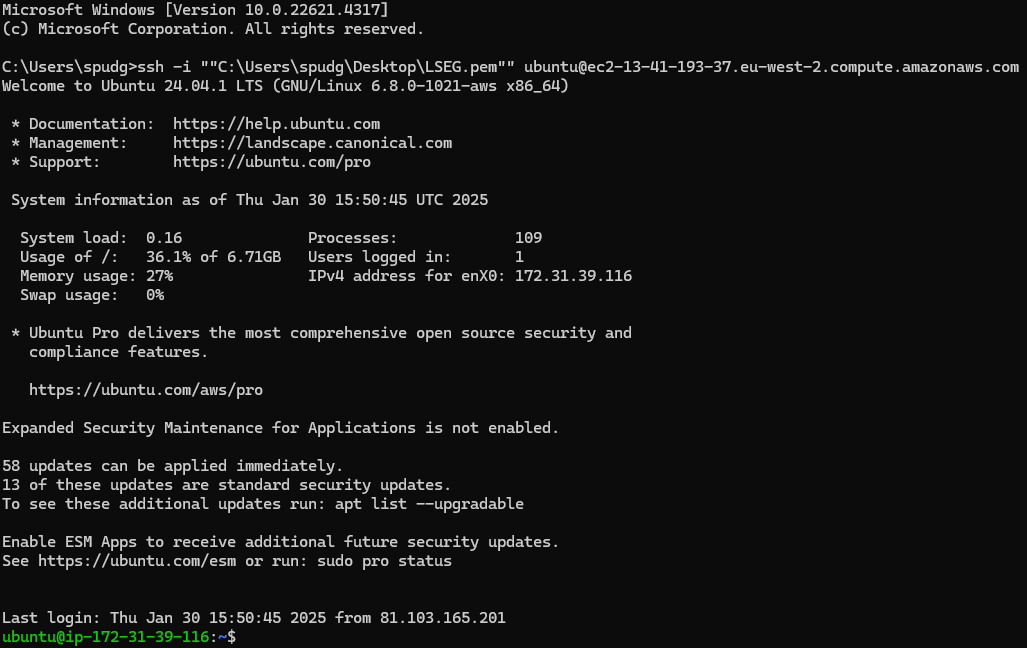 Microsoft Windows [Version 10.0.22621.4317]
(c) Microsoft Corporation. All rights reserved.
C:\Users\spudg>ssh -i ""C:\Users\spudg\Desktop\LSEG.pem"" ubuntu@ec2-13-41-193-37.eu-west-2.compute.amazonaws.com
Welcome to Ubuntu 24.04.1 LTS (GNU/Linux 6.8.0-1021-aws x86_64)
* Documentation:  https://help.ubuntu.com
* Management:     https://landscape.canonical.com
* Support:        https://ubuntu.com/pro
System information as of Thu Jan 30 15:50:45 UTC 2025
System load:  0.16                Processes:             109
Usage of /:   36.1% of 6.71GB   Users logged in:       1
Memory usage: 27%               IPv4 address for enX0: 172.31.39.116
Swap usage:   0%
* Ubuntu Pro delivers the most comprehensive open source security and
compliance features.
https://ubuntu.com/aws/pro
Expanded Security Maintenance for Applications is not enabled.
58 updates can be applied immediately.
13 of these updates are standard security updates.
To see these additional updates run: apt list --upgradable
Enable ESM Apps to receive additional future security updates.
See https://ubuntu.com/esm or run: sudo pro status
Last login: Thu Jan 30 15:50:45 2025 from 81.103.165.201
ubuntu@ip-172-31-39-116:~$